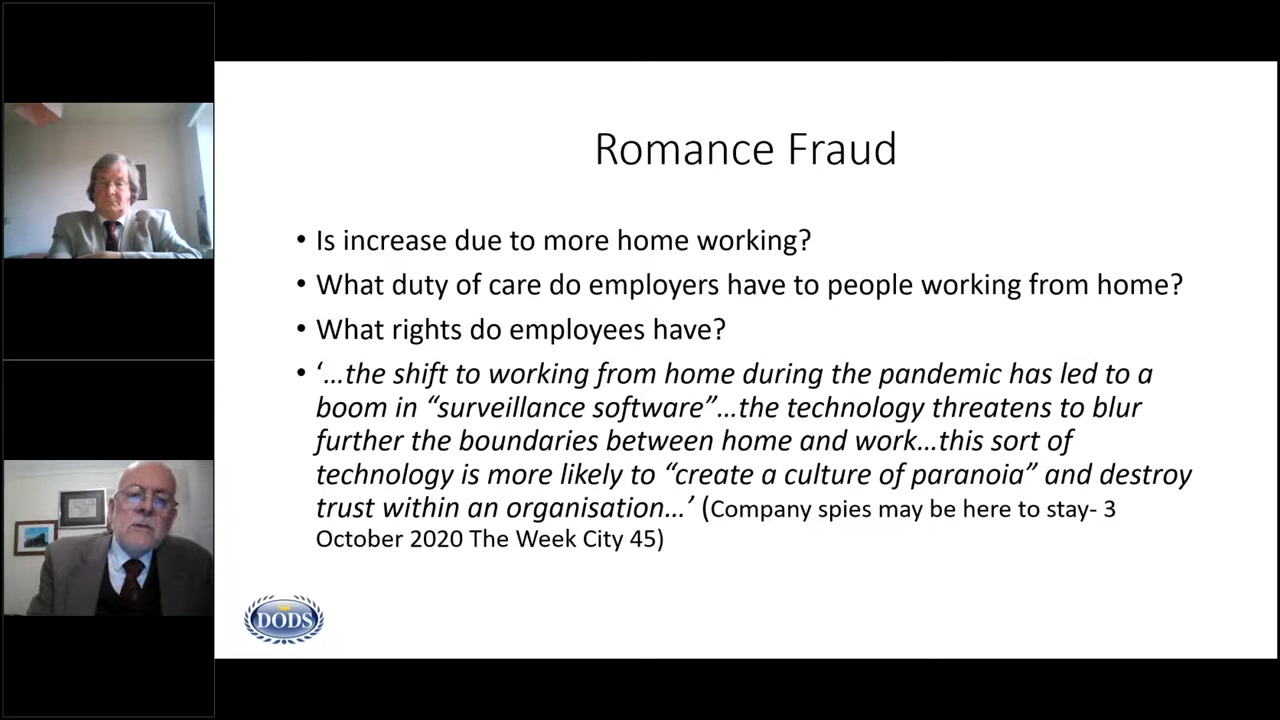 Romance Fraud
• Is increase due to more home working?
• What duty of care do employers have to people working from home?
• What rights do employees have?
• ‘…the shift to working from home during the pandemic has led to a
boom in “surveillance software”…the technology threatens to blur
further the boundaries between home and work…this sort of
technology is more likely to “create a culture of paranoia” and destroy
trust within an organisation…’ (Company spies may be here to stay- 3
October 2020 The Week City 45)
DODS